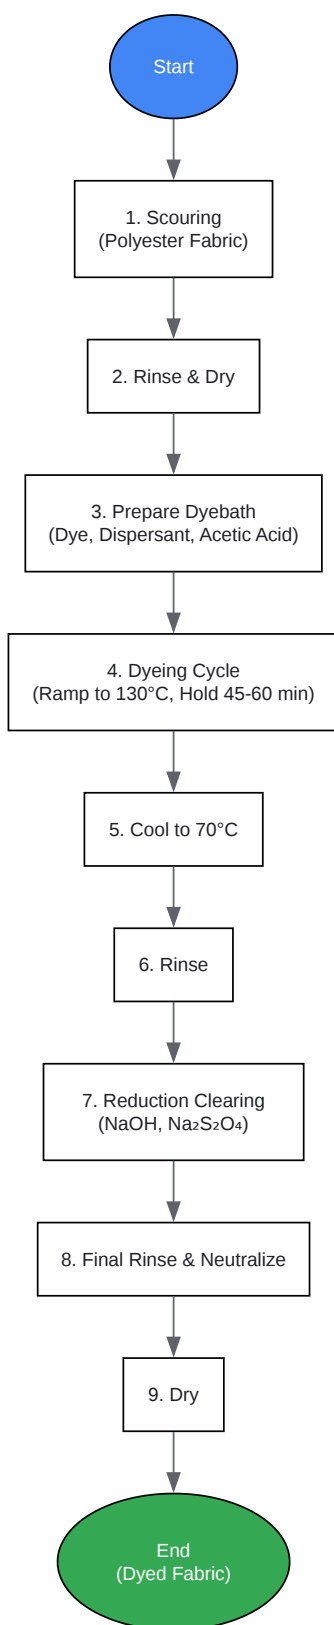 Start
1. Scouring
(Polyester Fabric)
2. Rinse & Dry
3. Prepare Dyebath
(Dye, Dispersant, Acetic Acid)
4. Dyeing Cycle
(Ramp to 130°C, Hold 45-60 min)
5. Cool to 70°C
6. Rinse
7. Reduction Clearing
(NaOH, Na₂S₂O₄)
8. Final Rinse & Neutralize
9. Dry
End
(Dyed Fabric)